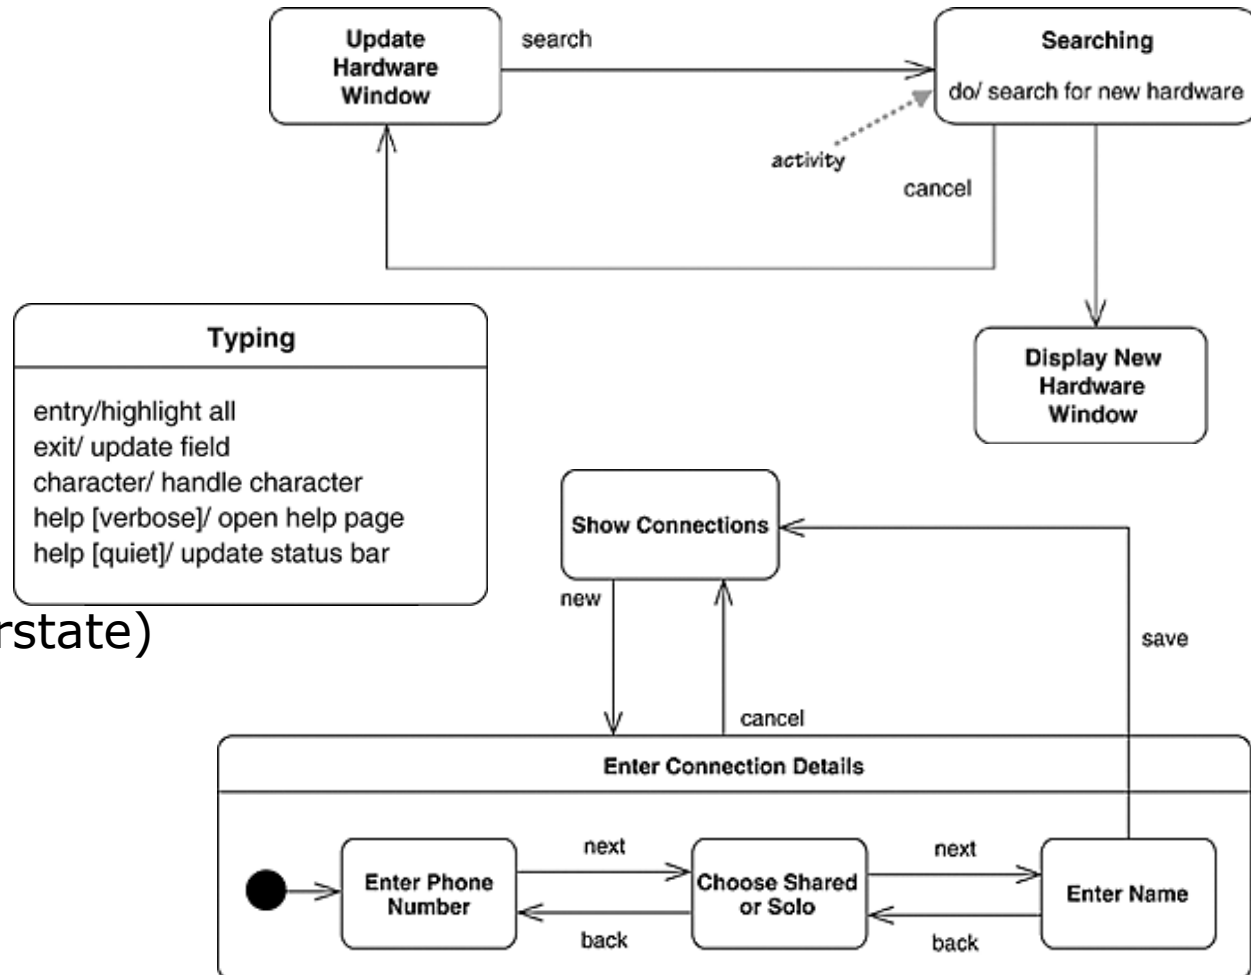 Update
Hardware
Window
search
Searching
do/ search for new hardware
activity
cancel
Display New
Hardware
Window
Typing
entry/highlight all
exit/ update field
character/ handle character
help [verbose]/ open help page
help [quiet]/ update status bar
rstate)
Show Connections
new
cancel
save
Enter Connection Details
Enter Phone
Number
next
back
Choose Shared
or Solo
next
back
Enter Name